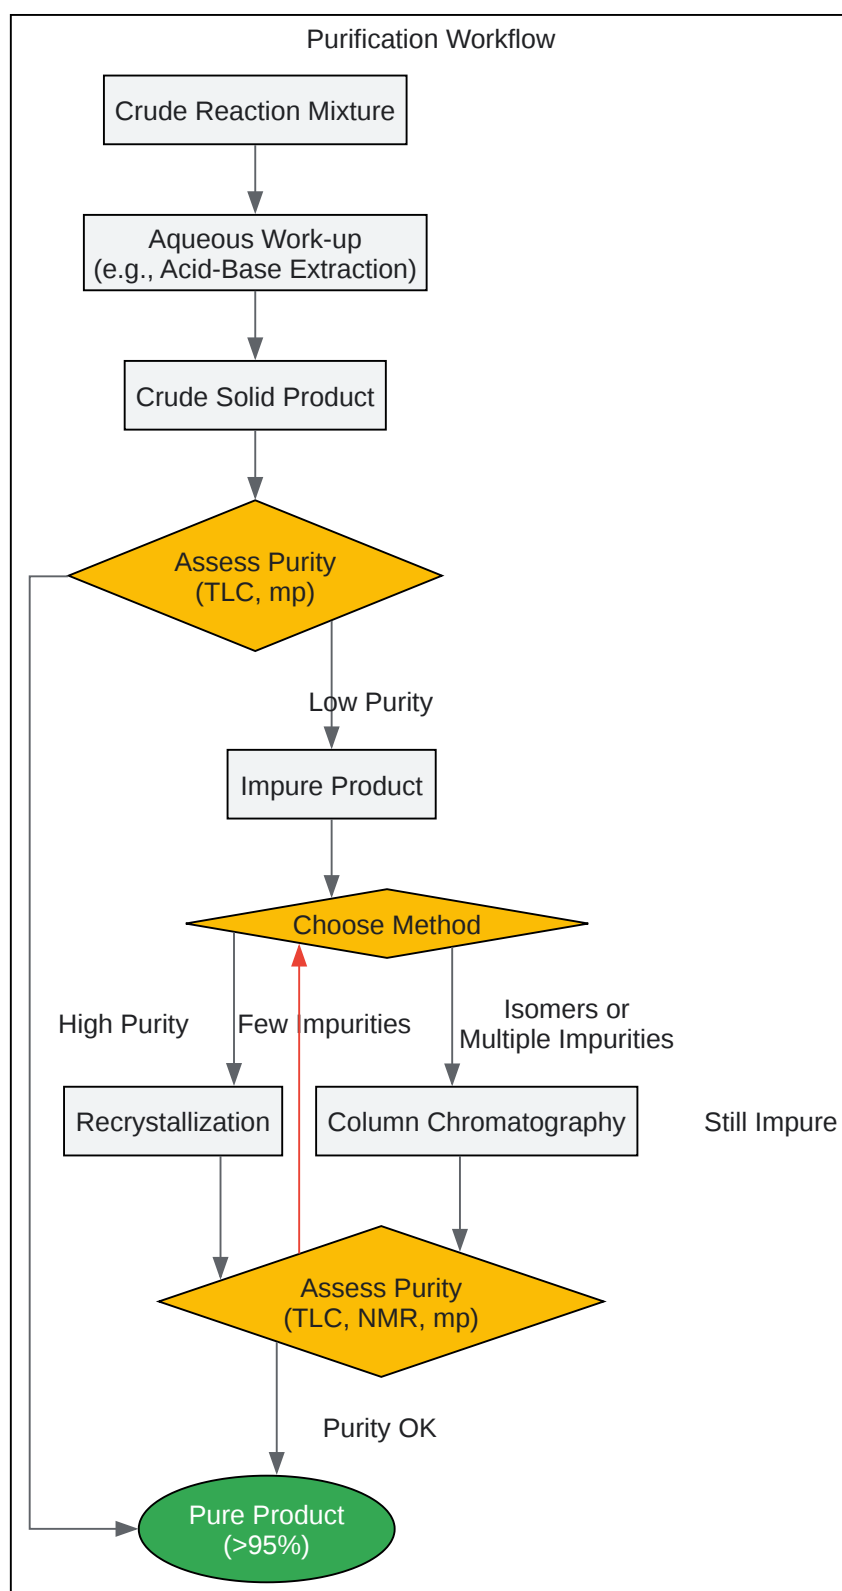 Purification Workflow
Crude Reaction Mixture
Aqueous Work-up
(e.g., Acid-Base Extraction)
Crude Solid Product
Assess Purity
(TLC, mp)
Low Purity
Impure Product
Choose Method
High Purity
Few Impurities
Isomers or
Multiple Impurities
Recrystallization
Column Chromatography
Still Impure
Assess Purity
(TLC, NMR, mp)
Purity OK
Pure Product
(>95%)